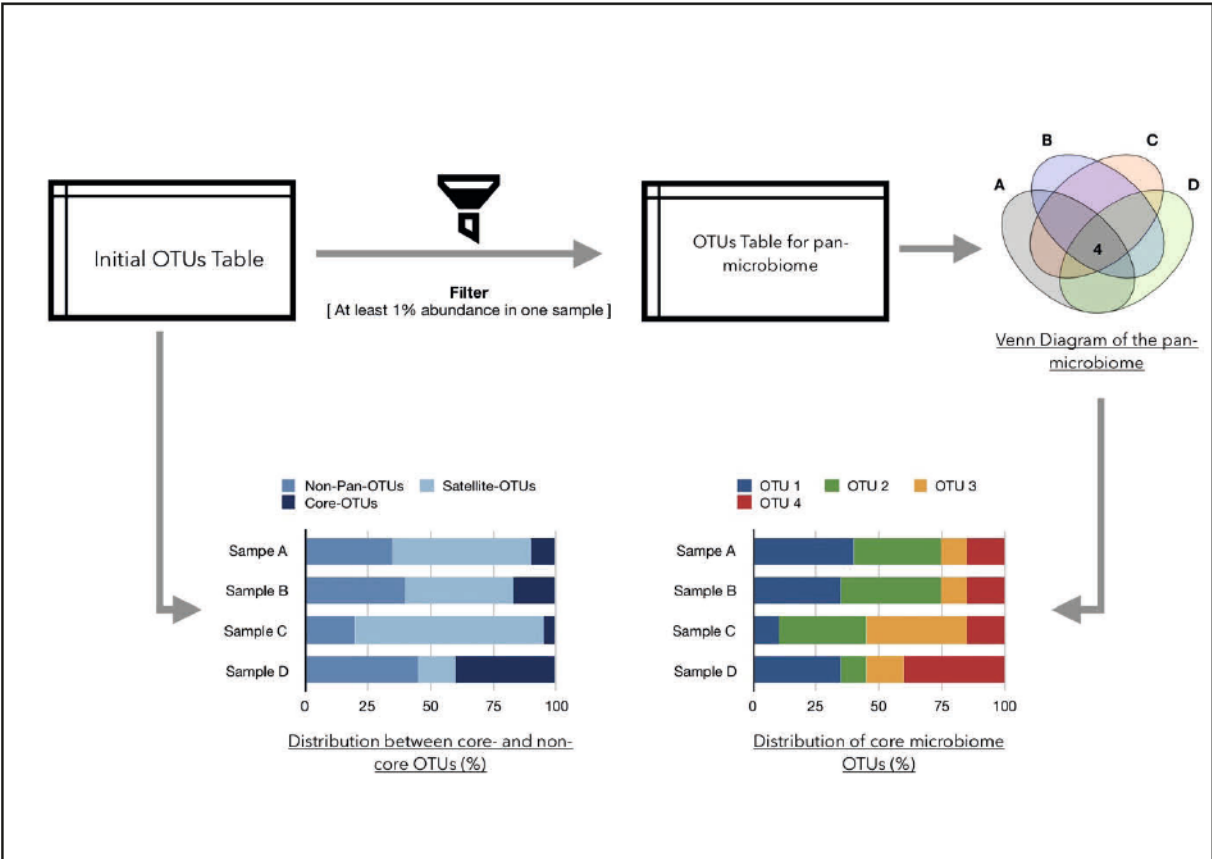 B
C
A
D
4
Initial OTUs Table
Filter
[ At least 1% abundance in one sample ]
OTUs Table for pan-
microbiome
Venn Diagram of the pan-
microbiome
Non-Pan-OTUs
Satellite-OTUs
Core-OTUs
Sampe A
Sample B
Sample C
Sample D
0 25 50 75 100
Distribution between core- and non-
core OTUs (%)
OTU 1
OTU 2
OTU 3
OTU 4
Sampe A
Sample B
Sample C
Sample D
0 25 50 75 100
Distribution of core microbiome
OTUs (%)